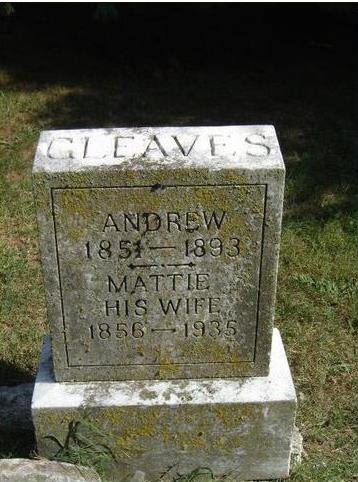 GLEAVES
ANDREW
1851—1893
MATTIE
HIS WIFE
1856—1935